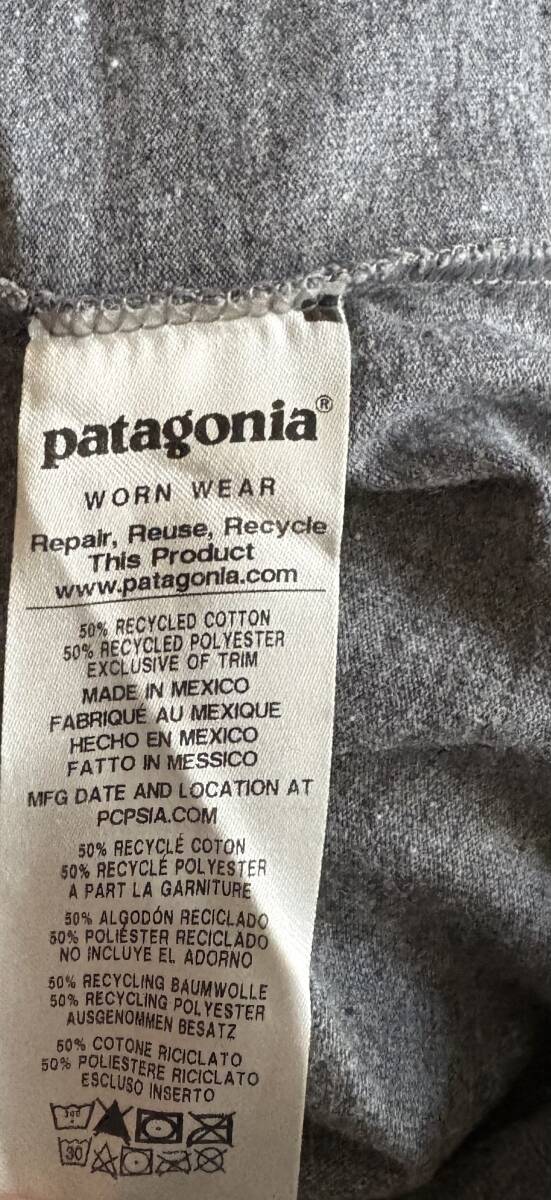 patagonia®
WORN WEAR
Repair, Reuse, Recycle
This Product
www.patagonia.com
50% RECYCLED COTTON
50% RECYCLED POLYESTER
EXCLUSIVE OF TRIM
MADE IN MEXICO
FABRIQUÉ AU MEXIQUE
HECHO EN MEXICO
FATTO IN MESSICO
MFG DATE AND LOCATION AT
PCPSIA.COM
50% RECYCLÉ COTON
50% RECYCLÉ POLYESTER
A PART LA GARNITURE
50% ALGODÓN RECICLADO
50% POLIÉSTER RECICLADO
NO INCLUYE EL ADORNO
50% RECYCLING BAUMWOLLE
50% RECYCLING POLYESTER
AUSGENOMMEN BESATZ
50% COTONE RICICLATO
50% POLIESTERE RICICLATO
ESCLUSO INSERTO
30